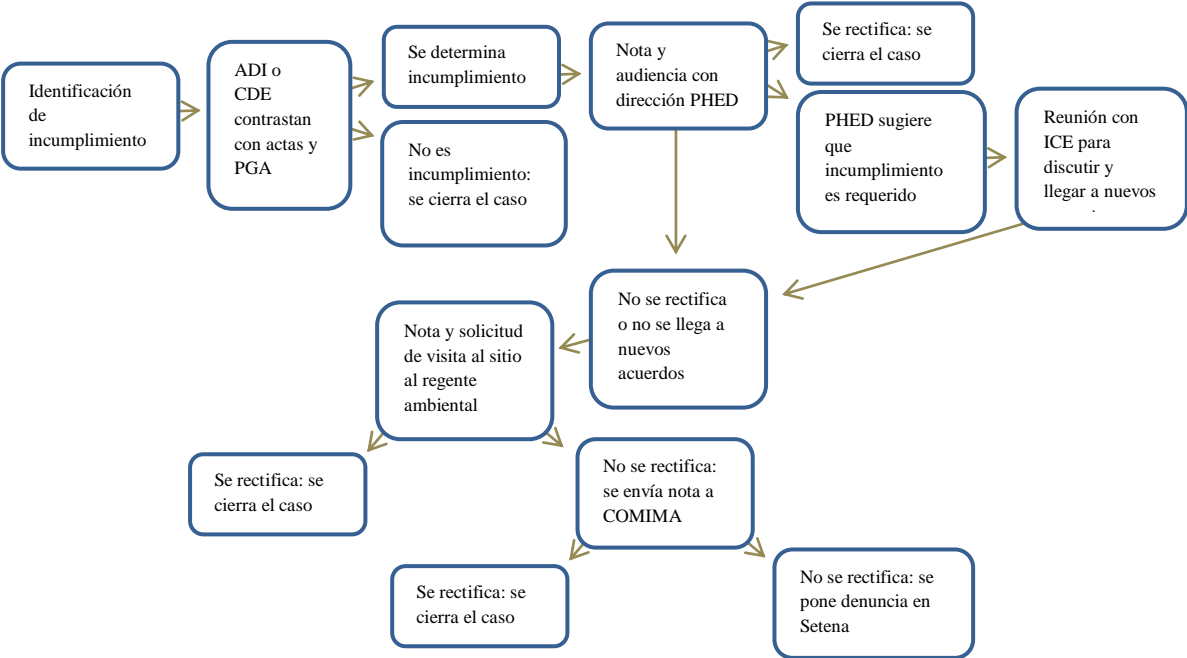 Identificación
de
incumplimiento
ADI o
CDE
contrastan
con actas y
PGA
Se determina
incumplimiento
No es
incumplimiento:
se cierra el caso
Nota y
audiencia con
dirección PHED
Se rectifica: se
cierra el caso
PHED sugiere
que
incumplimiento
es requerido
Reunión con
ICE para
discutir y
llegar a nuevos
No se rectifica
o no se llega a
nuevos
acuerdos
Nota y solicitud
de visita al sitio
al regente
ambiental
Se rectifica: se
cierra el caso
No se rectifica:
se envía nota a
COMIMA
Se rectifica: se
cierra el caso
No se rectifica: se
pone denuncia en
Setena